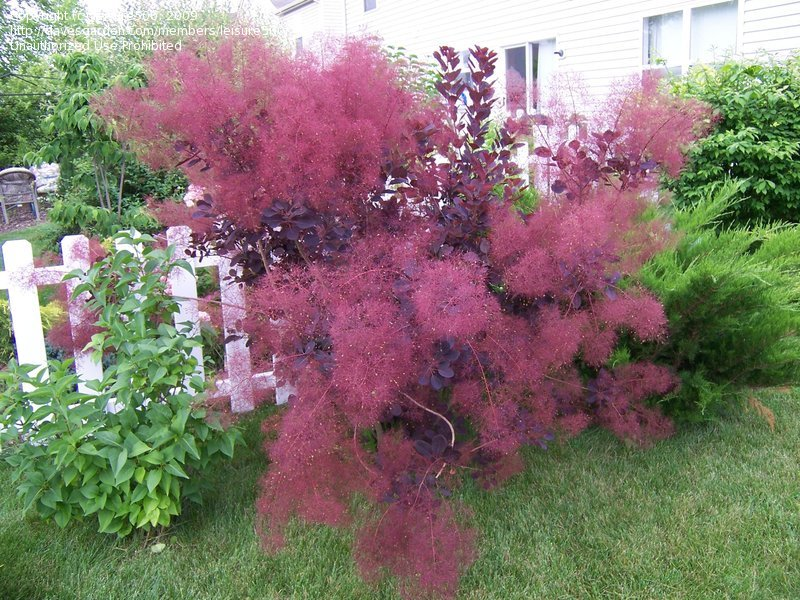 Copyright
2009
http://davesgarden.com/members/leisure
Unauthorized Use Prohibited